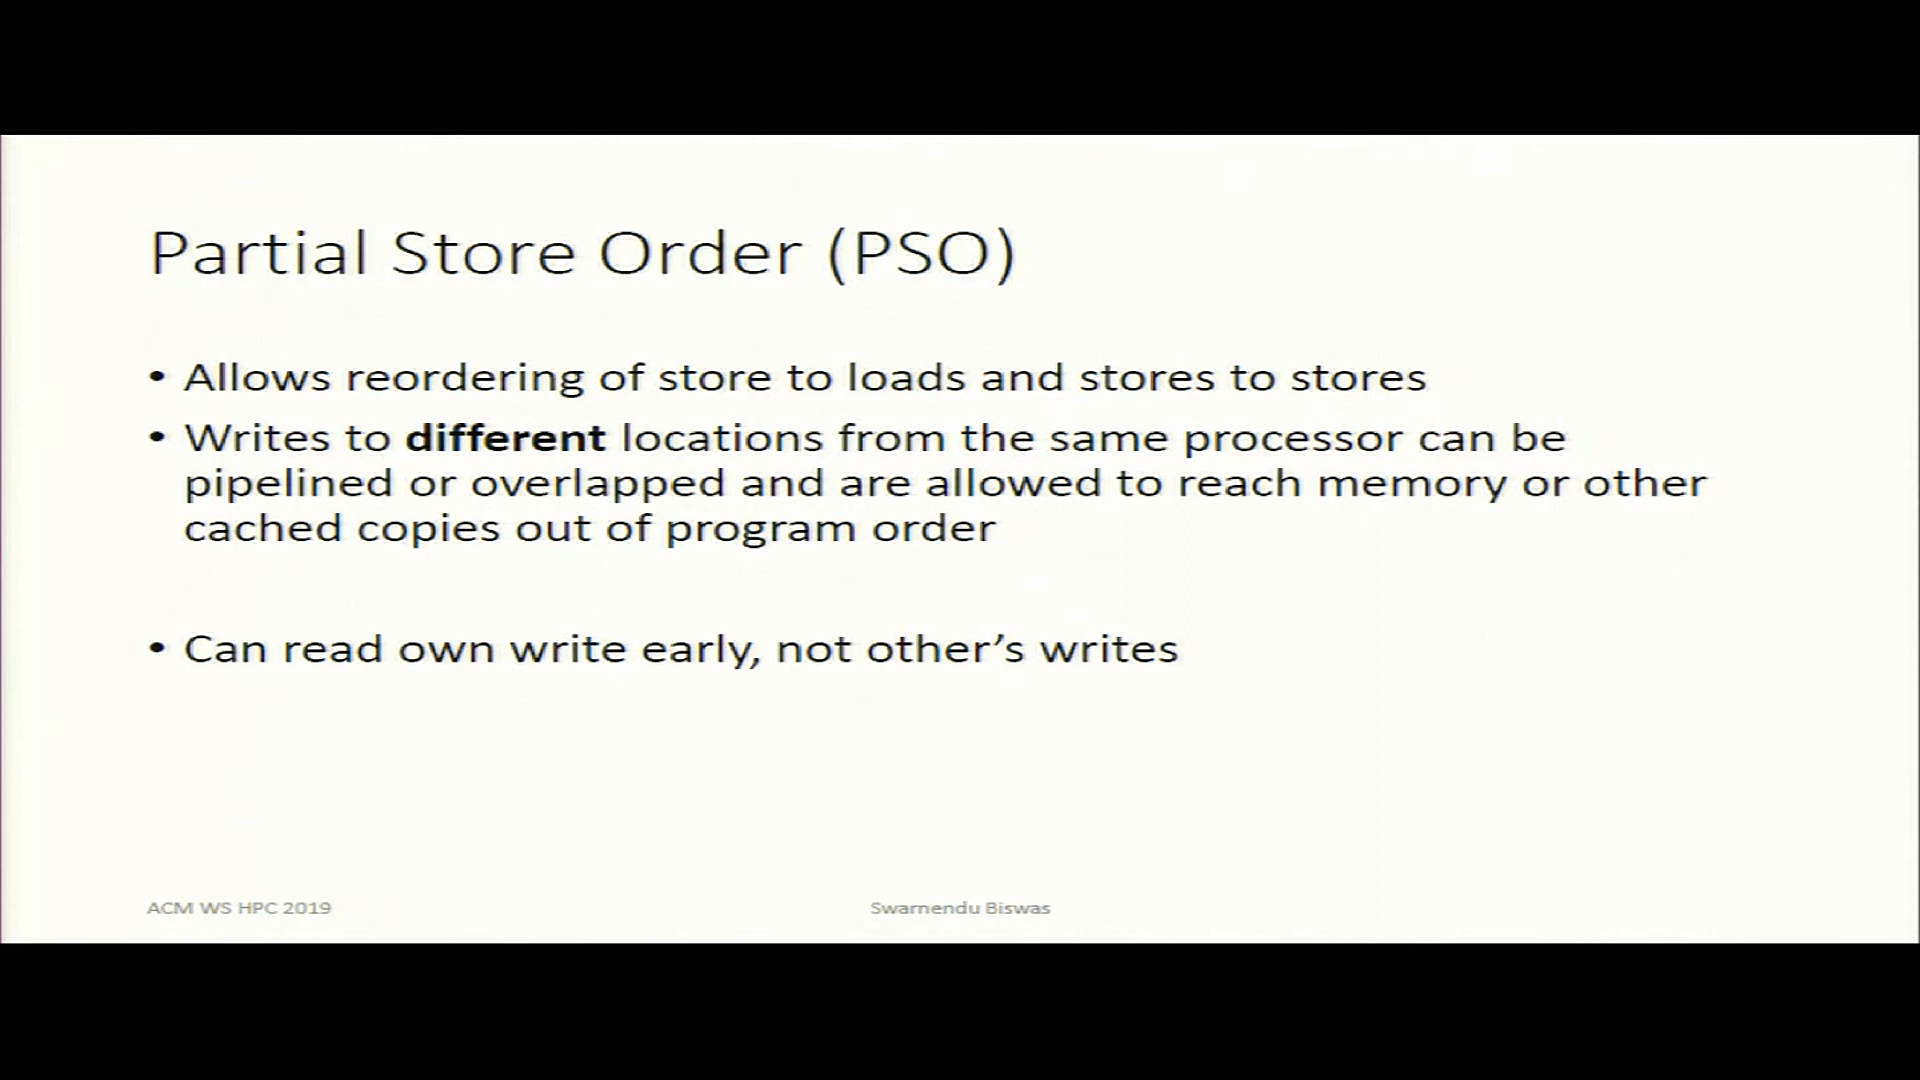 Partial Store Order (PSO)
• Allows reordering of store to loads and stores to stores
• Writes to different locations from the same processor can be
pipelined or overlapped and are allowed to reach memory or other
cached copies out of program order
• Can read own write early, not other’s writes
ACM WS HPC 2019
Swarnendu Biswas